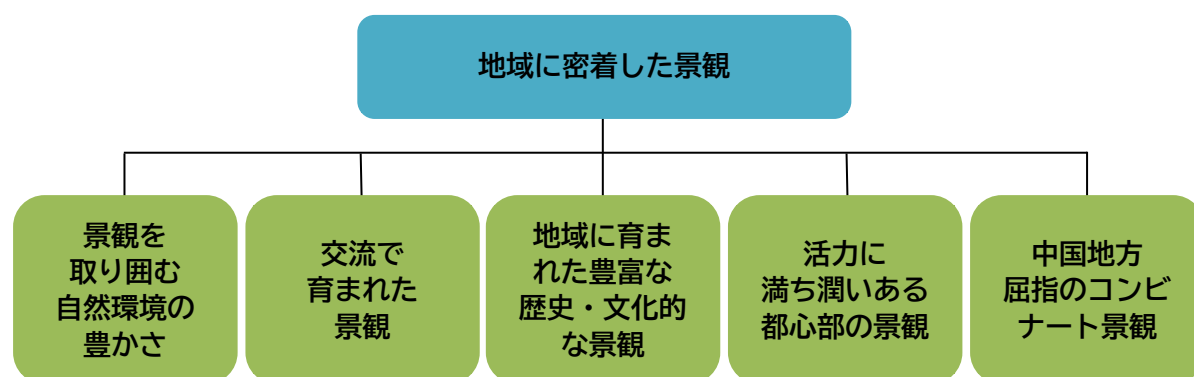 地域に密着した景観
景観を
取り囲む
自然環境の
豊かさ
交流で
育まれた
景観
地域に育ま
れた豊富な
歴史・文化的
な景観
活力に
満ち潤いある
都心部の景観
中国地方
屈指のコンビ
ナート景観